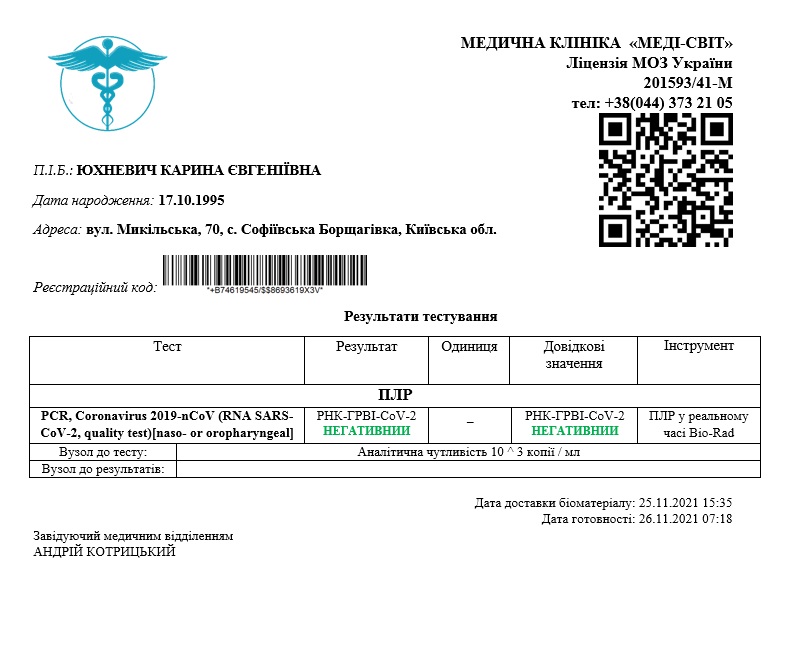 МЕДИЧНА КЛІНІКА «МЕДІ-СВІТ»
Ліцензія МОЗ України
201593/41-М
тел: +38(044) 373 21 05
П.І.Б.: ЮХНЕВИЧ КАРИНА ЄВГЕНІЇВНА
Дата народження: 17.10.1995
Адреса: вул. Микільська, 70, с. Софіївська Борщагівка, Київська обл.
Реєстраційний код: *+B74619545/$$8693619X3V*
Результати тестування
Тест Результат Одиниця Довідкові значення Інструмент
ПЛР
PCR, Coronavirus 2019-nCoV (RNA SARS-CoV-2, quality test)[naso- or oropharyngeal] РНК-ГРВІ-CoV-2 НЕГАТИВНИИ – РНК-ГРВІ-CoV-2 НЕГАТИВНИИ ПЛР у реальному часі Bio-Rad
Вузол до тесту: Аналітична чутливість 10 ^ 3 копії / мл
Вузол до результатів:
Дата доставки біоматеріалу: 25.11.2021 15:35
Дата готовності: 26.11.2021 07:18
Завідуючий медичним відділенням
АНДРІЙ КОТРИЦЬКИЙ